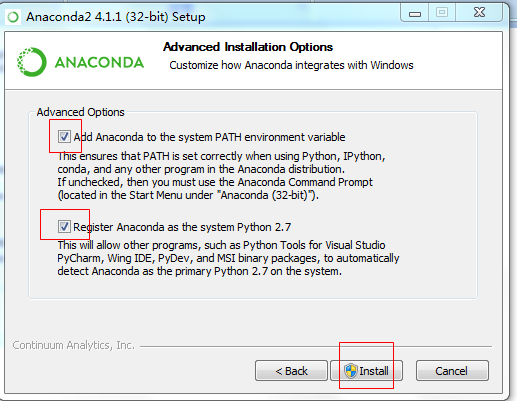 Anaconda2 4.1.1 (32-bit) Setup
Advanced Installation Options
Customize how Anaconda integrates with Windows
ANACONDA
Advanced Options
Add Anaconda to the system PATH environment variable
This ensures that PATH is set correctly when using Python, IPython,
conda, and any other program in the Anaconda distribution.
If unchecked, then you must use the Anaconda Command Prompt
(located in the Start Menu under "Anaconda (32-bit)").
Register Anaconda as the system Python 2.7
This will allow other programs, such as Python Tools for Visual Studio
PyCharm, Wing IDE, PyDev, and MSI binary packages, to automatically
detect Anaconda as the primary Python 2.7 on the system.
Continuum Analytics, Inc.
< Back
Install
Cancel